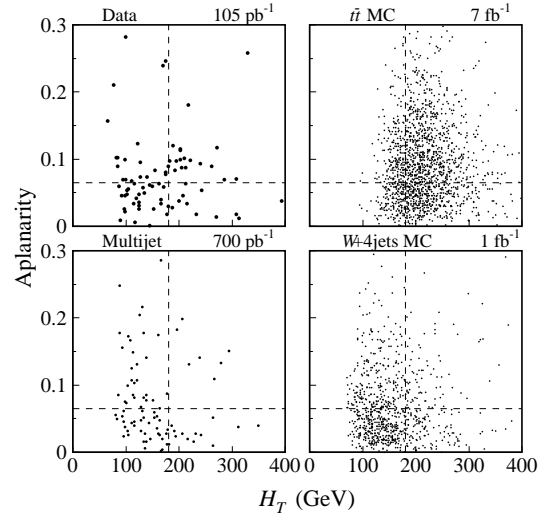 Data 105 pb⁻¹
tt̄ MC 7 fb⁻¹
0.3
0.2
0.1
0
Multijet 700 pb⁻¹
W+4jets MC 1 fb⁻¹
0.3
0.2
0.1
0
Aplanarity
0 100 200 300 400
100 200 300 400
H_T (GeV)